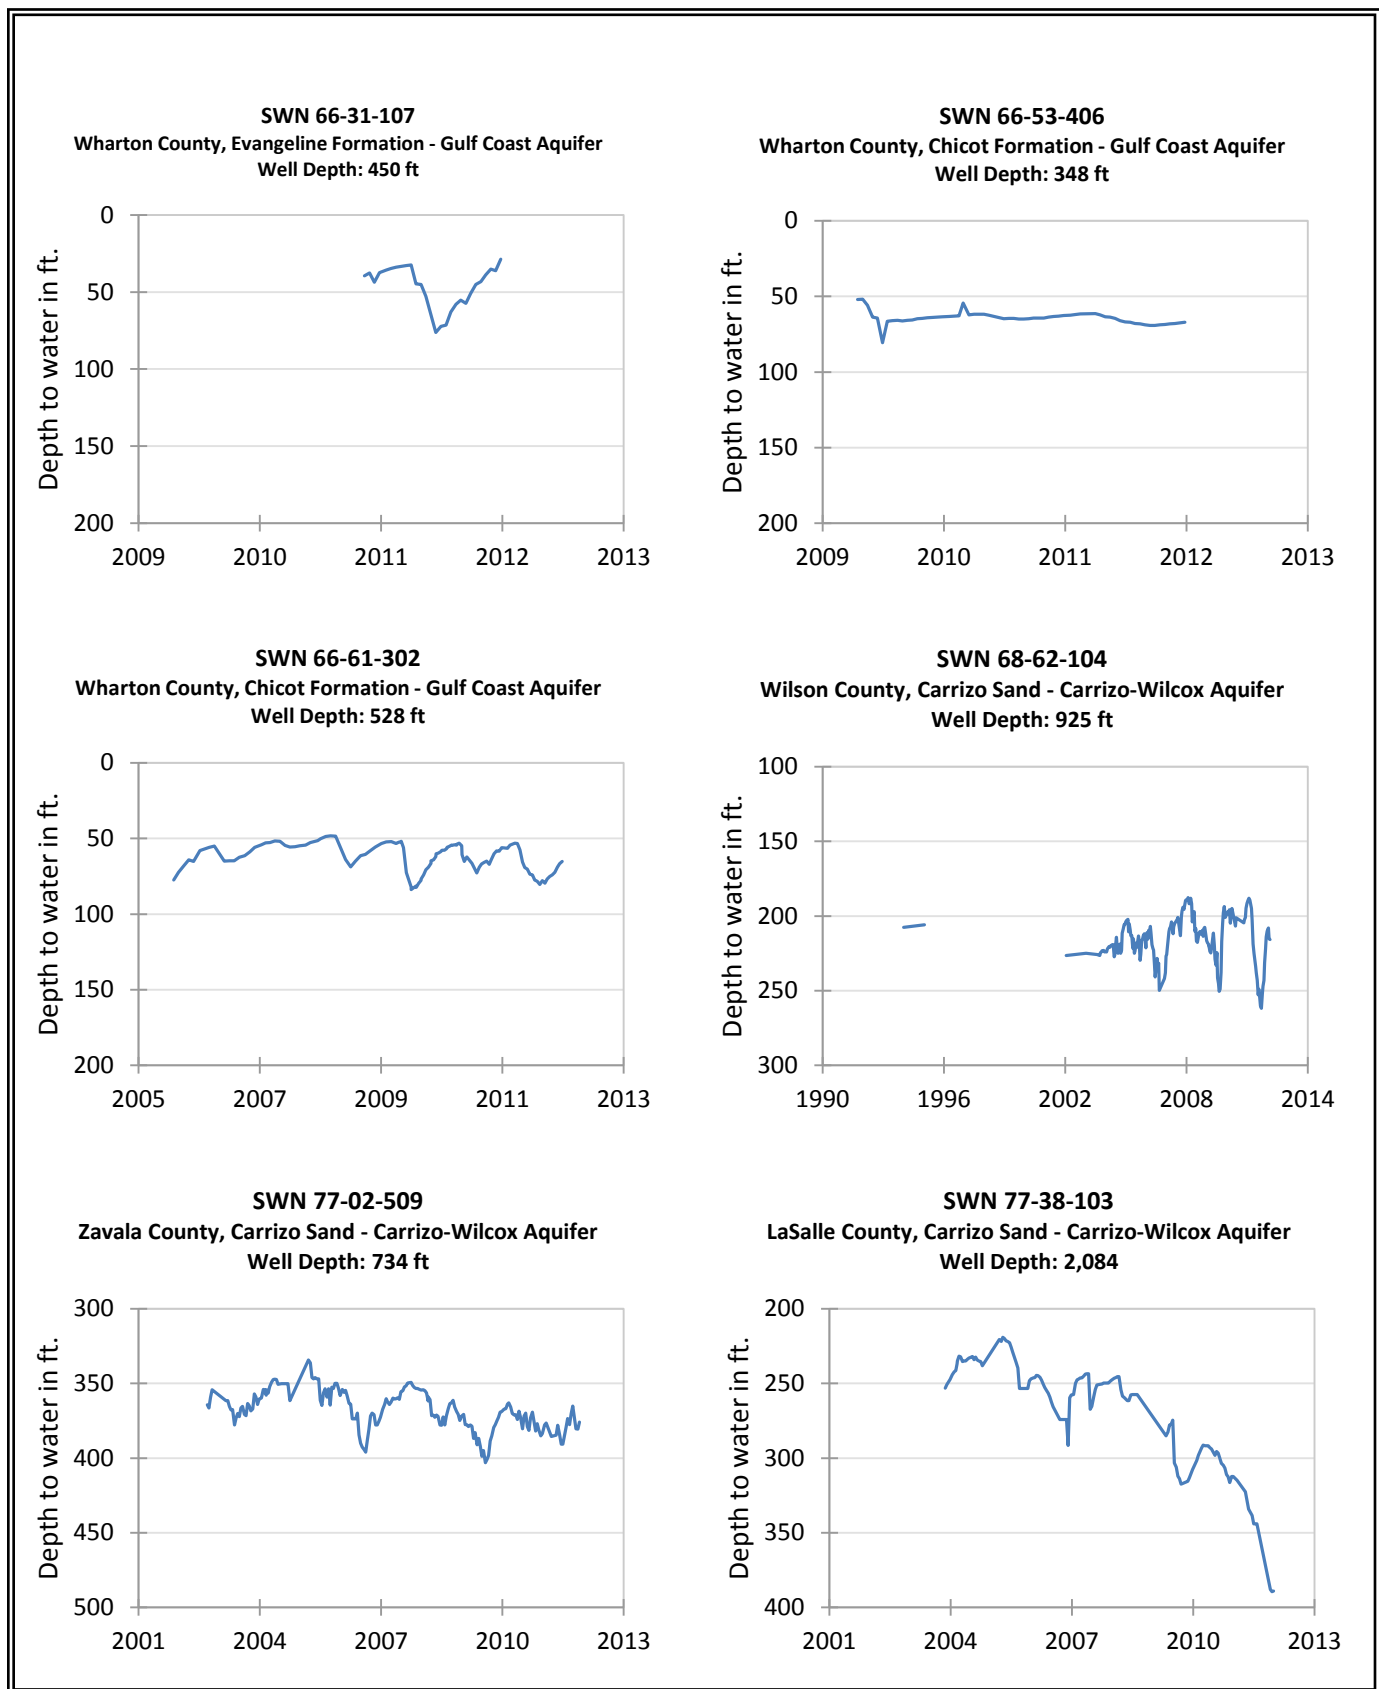 SWN 66-31-107
Wharton County, Evangeline Formation - Gulf Coast Aquifer
Well Depth: 450 ft
Depth to water in ft.
0
50
100
150
200
2009
2010
2011
2012
2013
SWN 66-53-406
Wharton County, Chicot Formation - Gulf Coast Aquifer
Well Depth: 348 ft
Depth to water in ft.
0
50
100
150
200
2009
2010
2011
2012
2013
SWN 66-61-302
Wharton County, Chicot Formation - Gulf Coast Aquifer
Well Depth: 528 ft
Depth to water in ft.
0
50
100
150
200
2005
2007
2009
2011
2013
SWN 68-62-104
Wilson County, Carrizo Sand - Carrizo-Wilcox Aquifer
Well Depth: 925 ft
Depth to water in ft.
100
150
200
250
300
1990
1996
2002
2008
2014
SWN 77-02-509
Zavala County, Carrizo Sand - Carrizo-Wilcox Aquifer
Well Depth: 734 ft
Depth to water in ft.
300
350
400
450
500
2001
2004
2007
2010
2013
SWN 77-38-103
LaSalle County, Carrizo Sand - Carrizo-Wilcox Aquifer
Well Depth: 2,084
Depth to water in ft.
200
250
300
350
400
2001
2004
2007
2010
2013